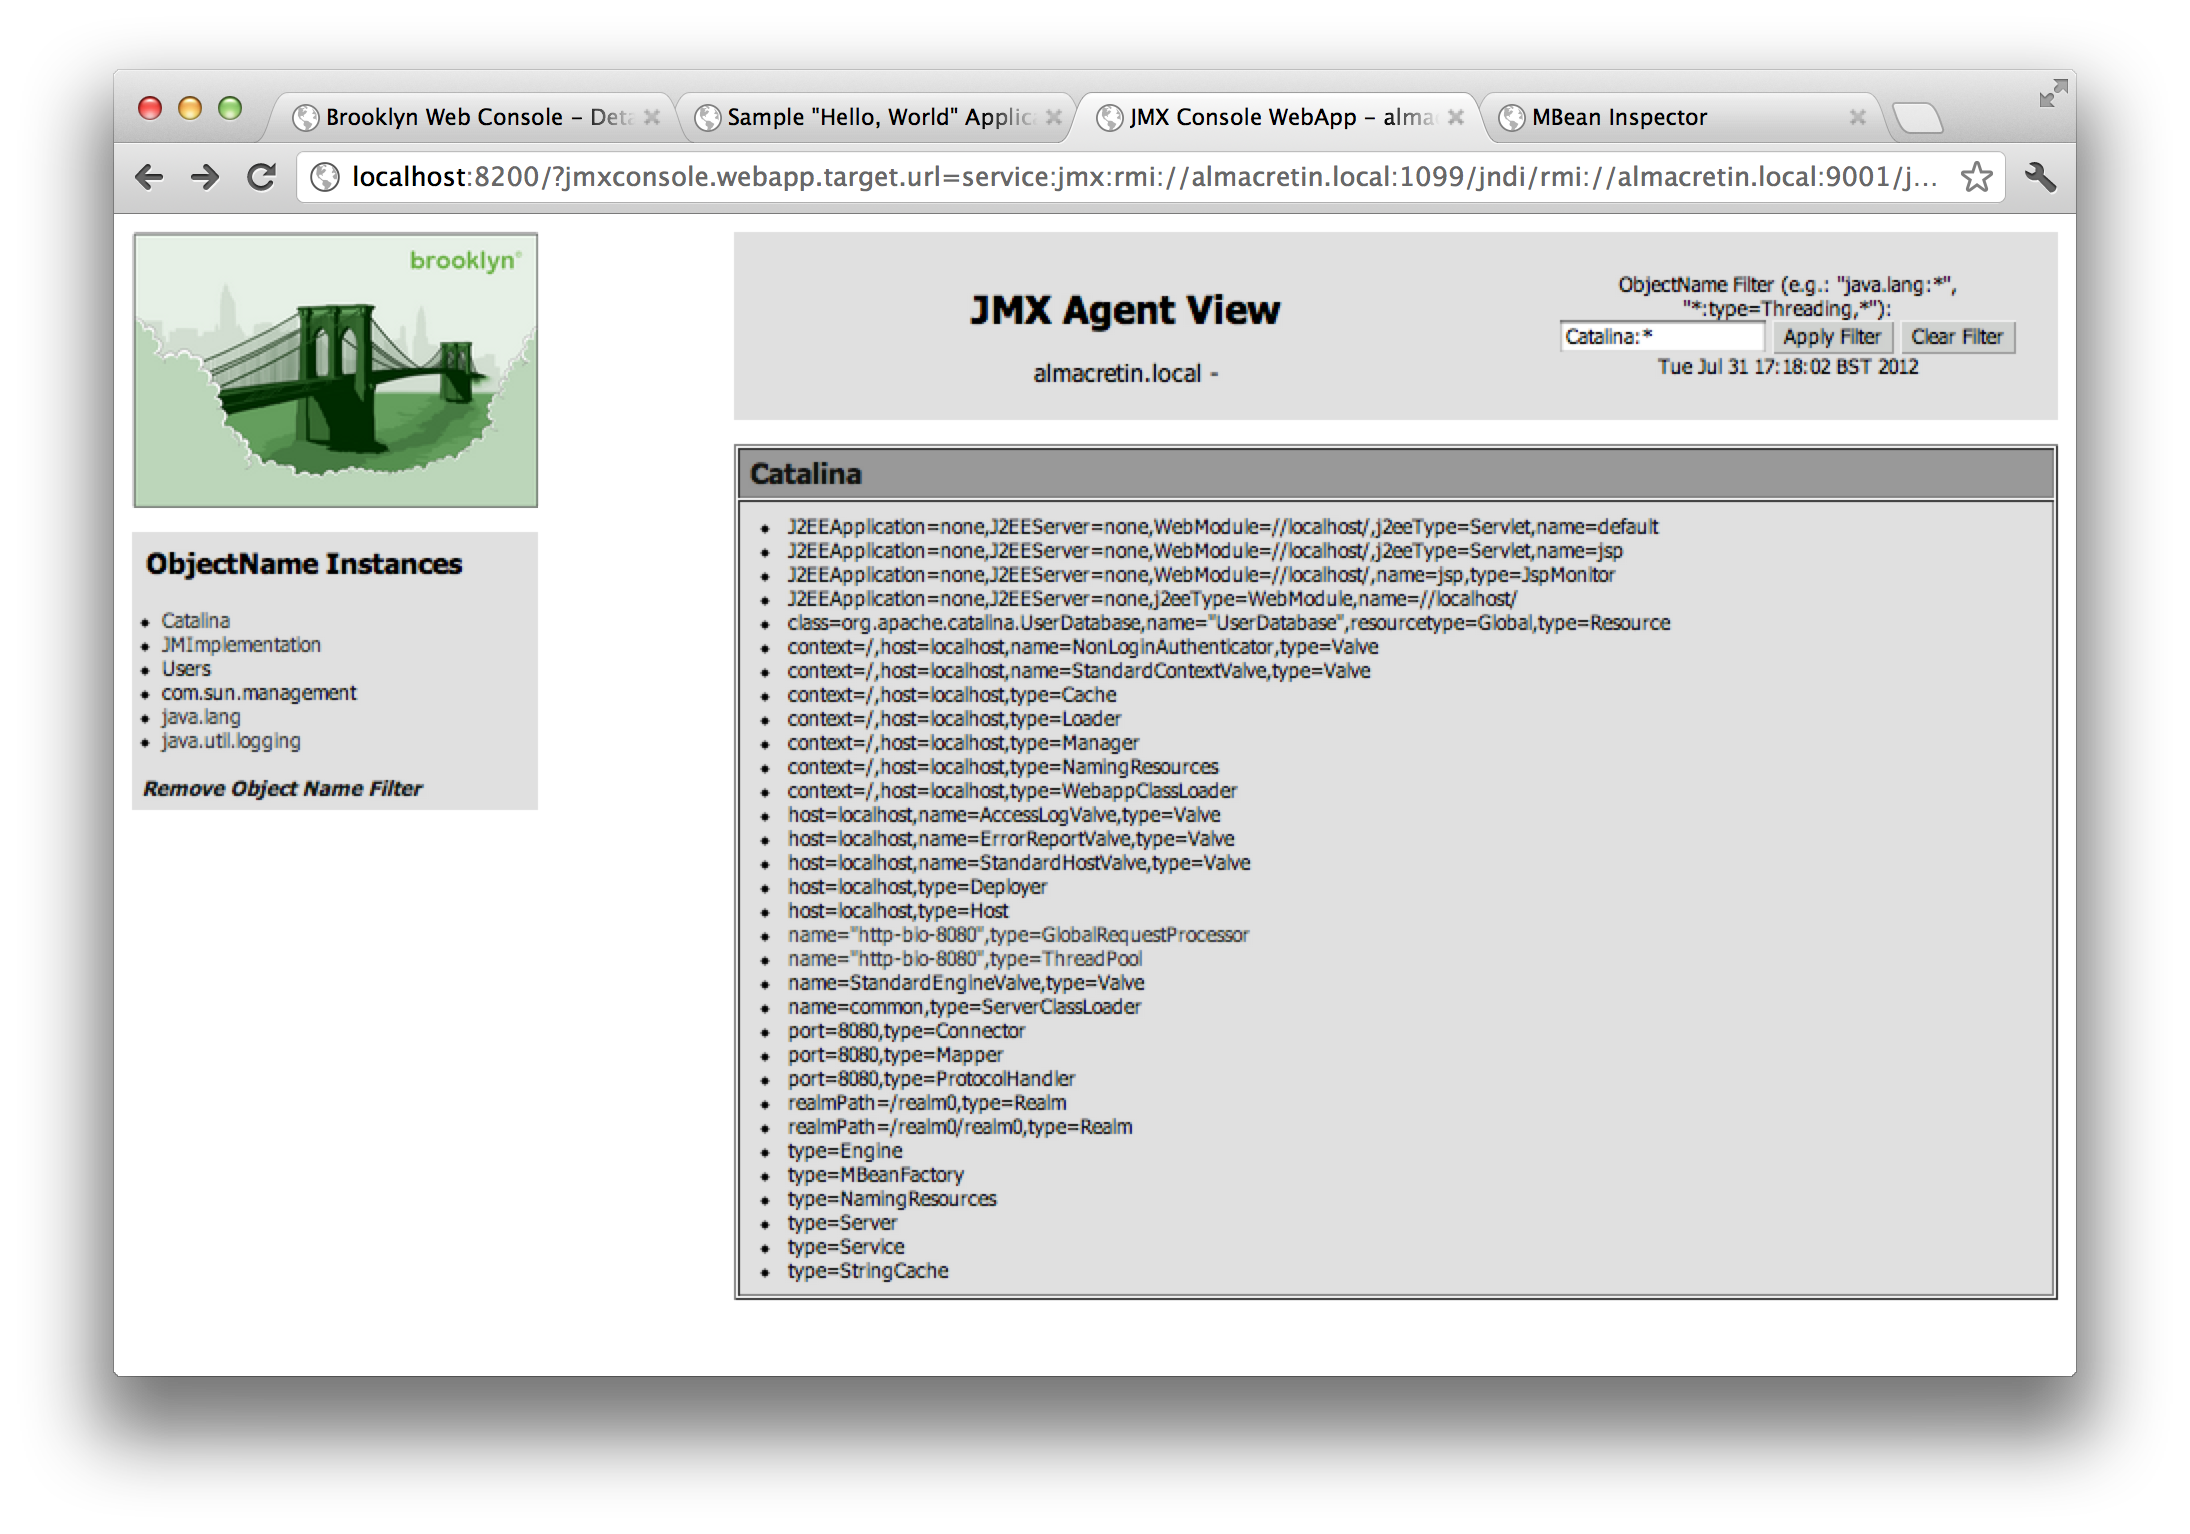 Brooklyn Web Console – Deta
Sample "Hello, World" Applic
JMX Console WebApp – alma
MBean Inspector
localhost:8200/?jmxconsole.webapp.target.url=service:jmx:rmi://almacretin.local:1099/jndi/rmi://almacretin.local:9001/j...
brooklyn®
ObjectName Instances
Catalina
JMImplementation
Users
com.sun.management
java.lang
java.util.logging
Remove Object Name Filter
JMX Agent View
almacretin.local -
ObjectName Filter (e.g.: "java.lang:*",
"*:type=Threading,*"):
Catalina:* Apply Filter Clear Filter
Tue Jul 31 17:18:02 BST 2012
Catalina
J2EEApplication=none,J2EEServer=none,WebModule=//localhost/,j2eeType=Servlet,name=default
J2EEApplication=none,J2EEServer=none,WebModule=//localhost/,j2eeType=Servlet,name=jsp
J2EEApplication=none,J2EEServer=none,WebModule=//localhost/,name=jsp,type=JspMonitor
J2EEApplication=none,J2EEServer=none,j2eeType=WebModule,name=//localhost/
class=org.apache.catalina.UserDatabase,name="UserDatabase",resourcetype=Global,type=Resource
context=/,host=localhost,name=NonLoginAuthenticator,type=Valve
context=/,host=localhost,name=StandardContextValve,type=Valve
context=/,host=localhost,type=Cache
context=/,host=localhost,type=Loader
context=/,host=localhost,type=Manager
context=/,host=localhost,type=NamingResources
context=/,host=localhost,type=WebappClassLoader
host=localhost,name=AccessLogValve,type=Valve
host=localhost,name=ErrorReportValve,type=Valve
host=localhost,name=StandardHostValve,type=Valve
host=localhost,type=Deployer
host=localhost,type=Host
name="http-bio-8080",type=GlobalRequestProcessor
name="http-bio-8080",type=ThreadPool
name=StandardEngineValve,type=Valve
name=common,type=ServerClassLoader
port=8080,type=Connector
port=8080,type=Mapper
port=8080,type=ProtocolHandler
realmPath=/realm0,type=Realm
realmPath=/realm0/realm0,type=Realm
type=Engine
type=MBeanFactory
type=NamingResources
type=Server
type=Service
type=StringCache